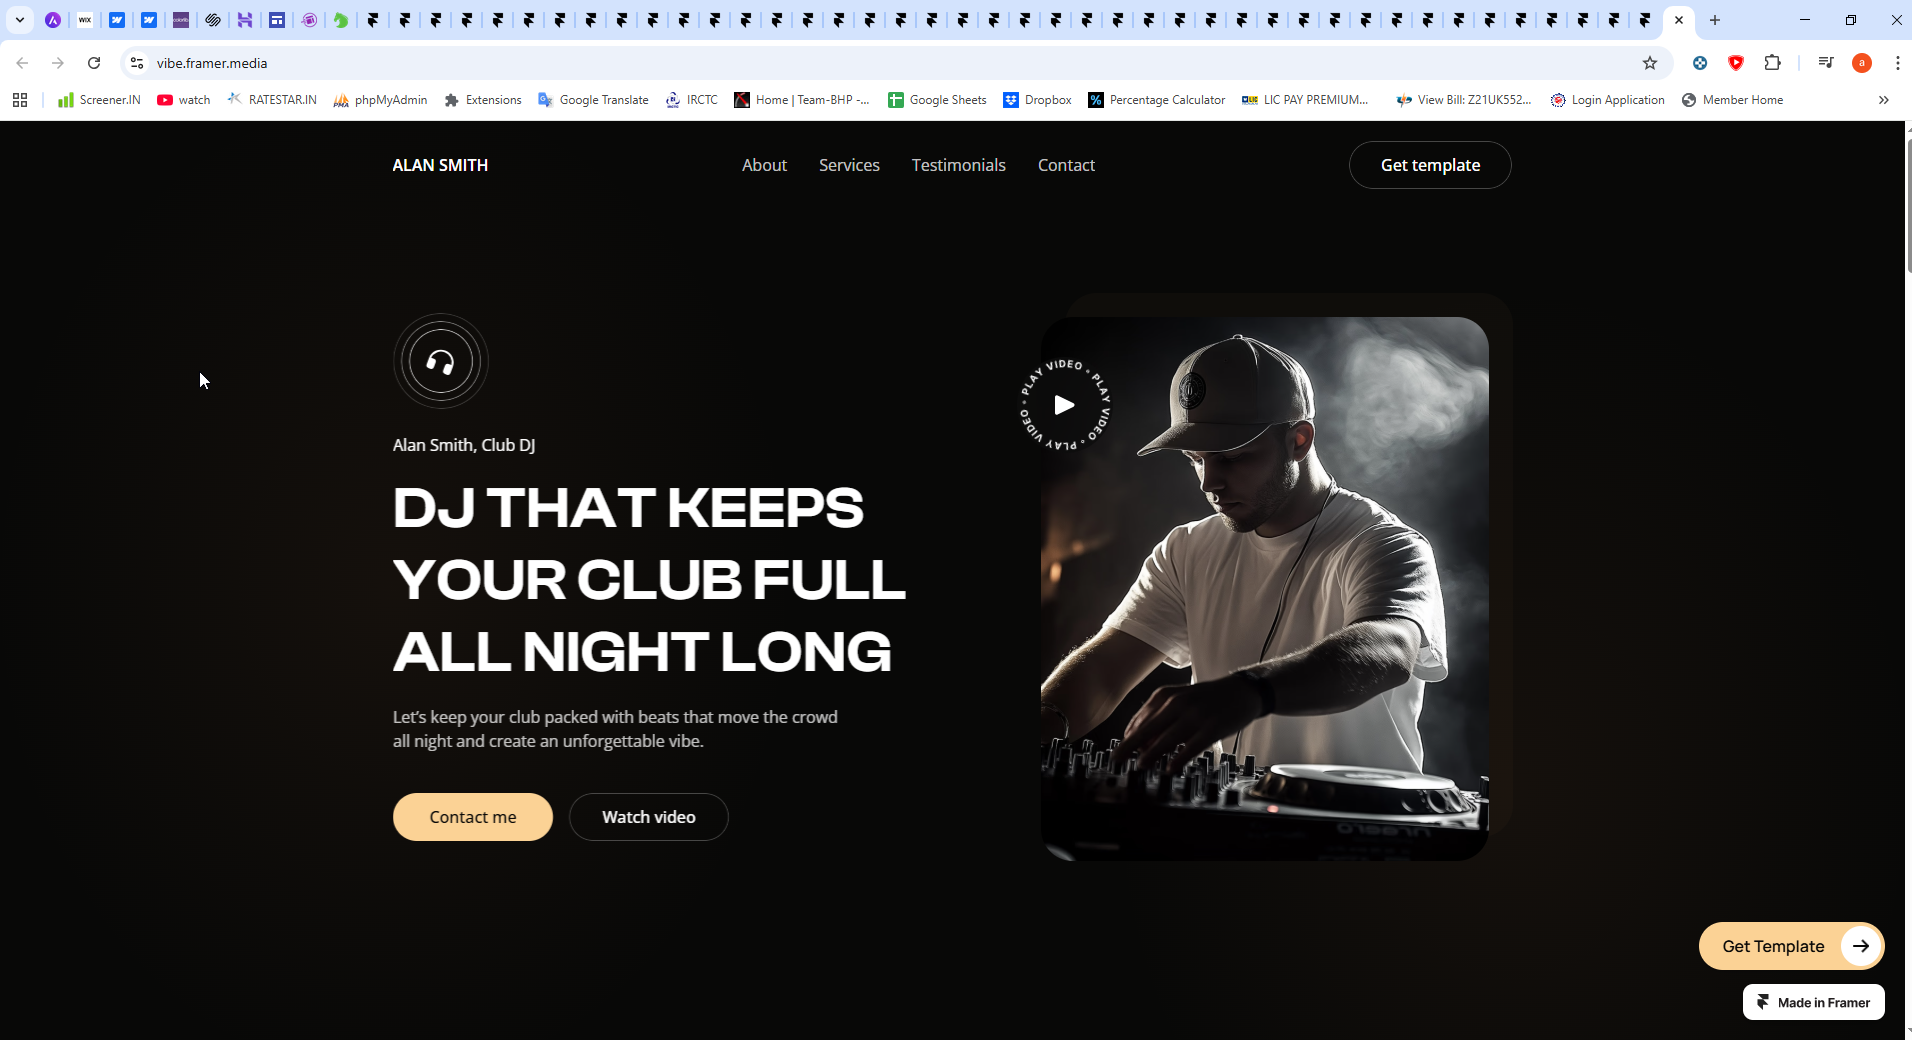 WIX
vibe.framer.media
a
Screener.IN
watch
RATESTAR.IN
PMA phpMyAdmin
Extensions
Google Translate
IRCTC
Home | Team-BHP -...
Google Sheets
Dropbox
% Percentage Calculator
LIC PAY PREMIUM...
View Bill: Z21UK552...
Login Application
Member Home
ALAN SMITH
About
Services
Testimonials
Contact
Get template
PLAY VIDEO • PLAY VIDEO • PLAY VIDEO •
Alan Smith, Club DJ
DJ THAT KEEPS
YOUR CLUB FULL
ALL NIGHT LONG
Let’s keep your club packed with beats that move the crowd
all night and create an unforgettable vibe.
Contact me
Watch video
Get Template
Made in Framer